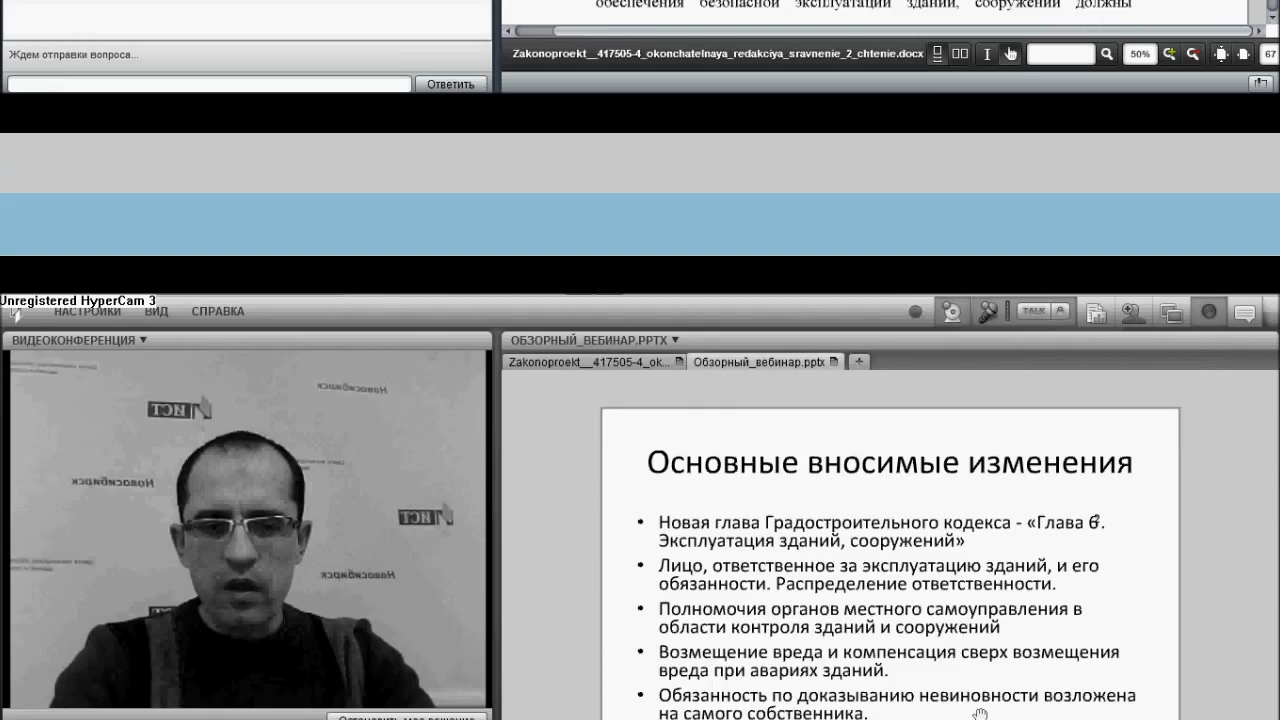 обеспечения безопасной эксплуатации зданий, сооружений должны
Ждем отправки вопроса...
Zakonoproekt__417505-4_okonchatelnaya_redakciya_sravnenie_2_chtenie.docx
50%
67
Ответить
Unregistered HyperCam 3
НАСТРОЙКИ ВИД СПРАВКА
TALK
ВИДЕОКОНФЕРЕНЦИЯ
ОБЗОРНЫЙ_ВЕБИНАР.PPTX
Zakonoproekt__417505-4_ok...
Обзорный_вебинар.pptx
ИСТ
Новосибирск
Новосибирск
ИСТ
Новосибирск
Основные вносимые изменения
• Новая глава Градостроительного кодекса - «Глава 6².
Эксплуатация зданий, сооружений»
• Лицо, ответственное за эксплуатацию зданий, и его
обязанности. Распределение ответственности.
• Полномочия органов местного самоуправления в
области контроля зданий и сооружений
• Возмещение вреда и компенсация сверх возмещения
вреда при авариях зданий.
• Обязанность по доказыванию невиновности возложена
на самого собственника.